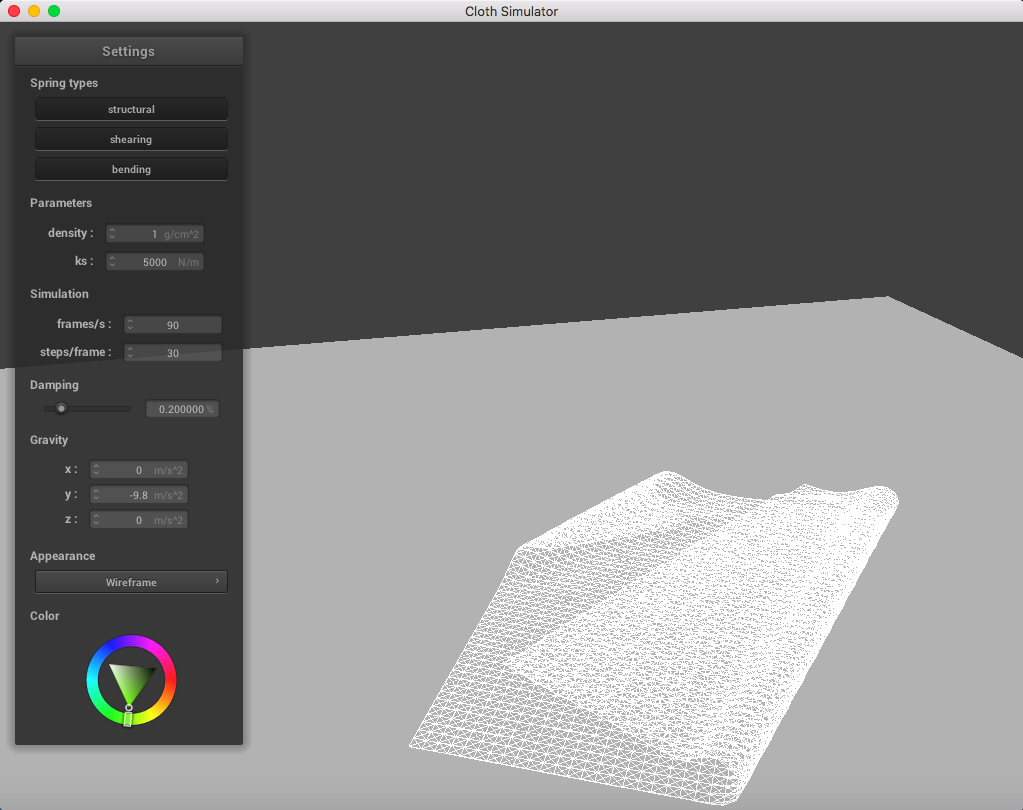 Cloth Simulator
Settings
Spring types
structural
shearing
bending
Parameters
density : 1 g/cm^2
ks : 5000 N/m
Simulation
frames/s : 90
steps/frame : 30
Damping
0.200000 %
Gravity
x : 0 m/s^2
y : -9.8 m/s^2
z : 0 m/s^2
Appearance
Wireframe
Color